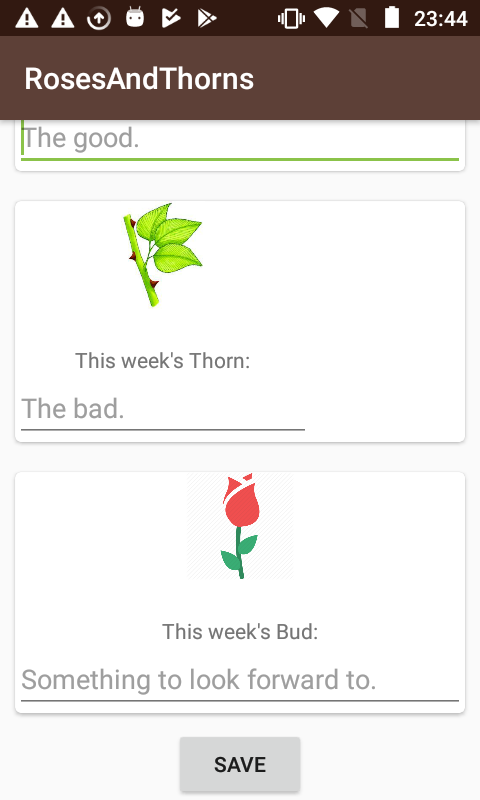 23:44
RosesAndThorns
The good.
This week's Thorn:
The bad.
This week's Bud:
Something to look forward to.
SAVE